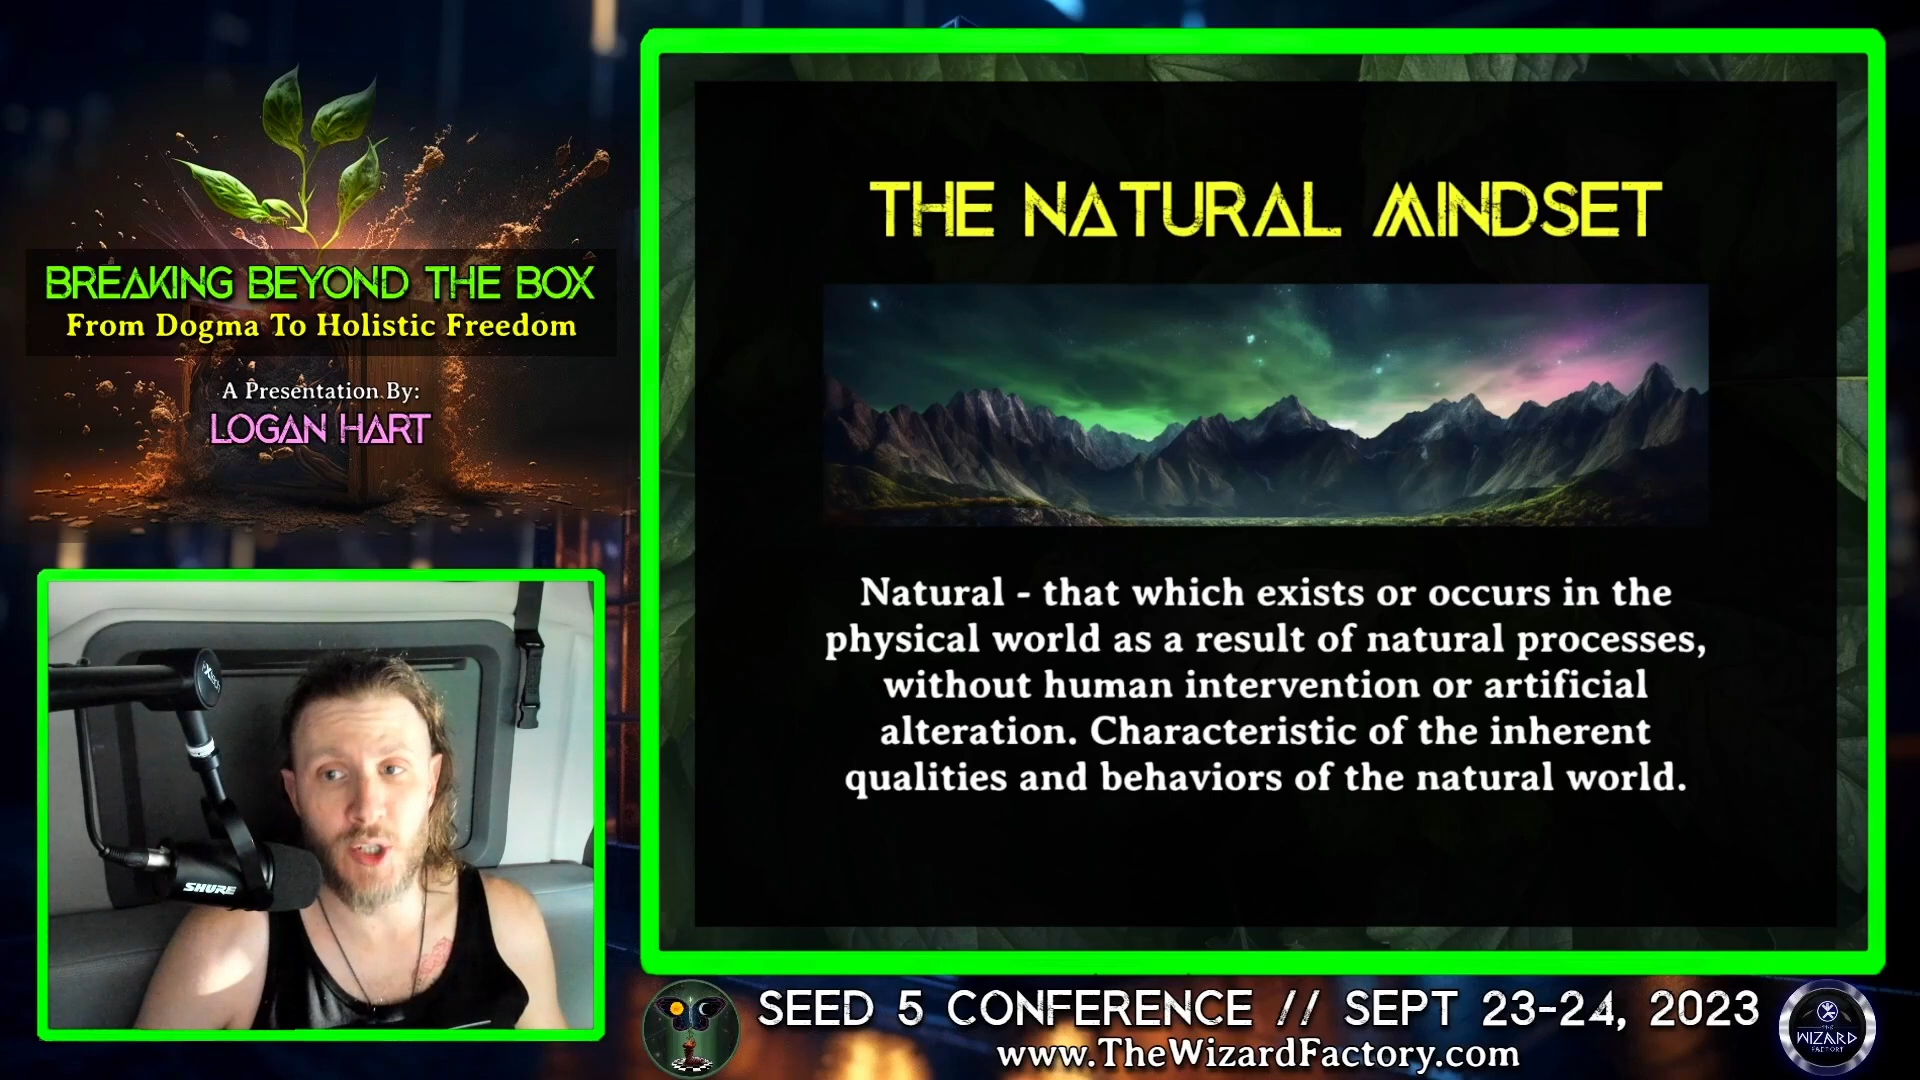 BREAKING BEYOND THE BOX
From Dogma To Holistic Freedom
A Presentation By:
LOGAN HART
SHURE
THE NATURAL MINDSET
Natural - that which exists or occurs in the
physical world as a result of natural processes,
without human intervention or artificial
alteration. Characteristic of the inherent
qualities and behaviors of the natural world.
SEED 5 CONFERENCE // SEPT 23-24, 2023
www.TheWizardFactory.com
THE
WIZARD
FACTORY